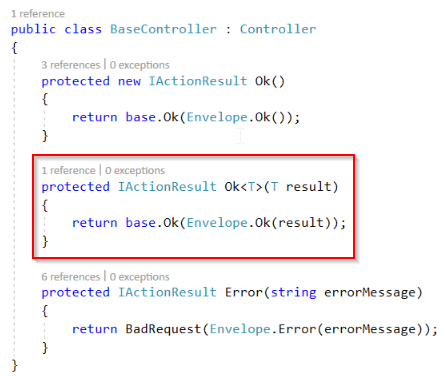 1 reference
public class BaseController : Controller
{
3 references | 0 exceptions
protected new IActionResult Ok()
{
return base.Ok(Envelope.Ok());
}
1 reference | 0 exceptions
protected IActionResult Ok<T>(T result)
{
return base.Ok(Envelope.Ok(result));
}
6 references | 0 exceptions
protected IActionResult Error(string errorMessage)
{
return BadRequest(Envelope.Error(errorMessage));
}
}